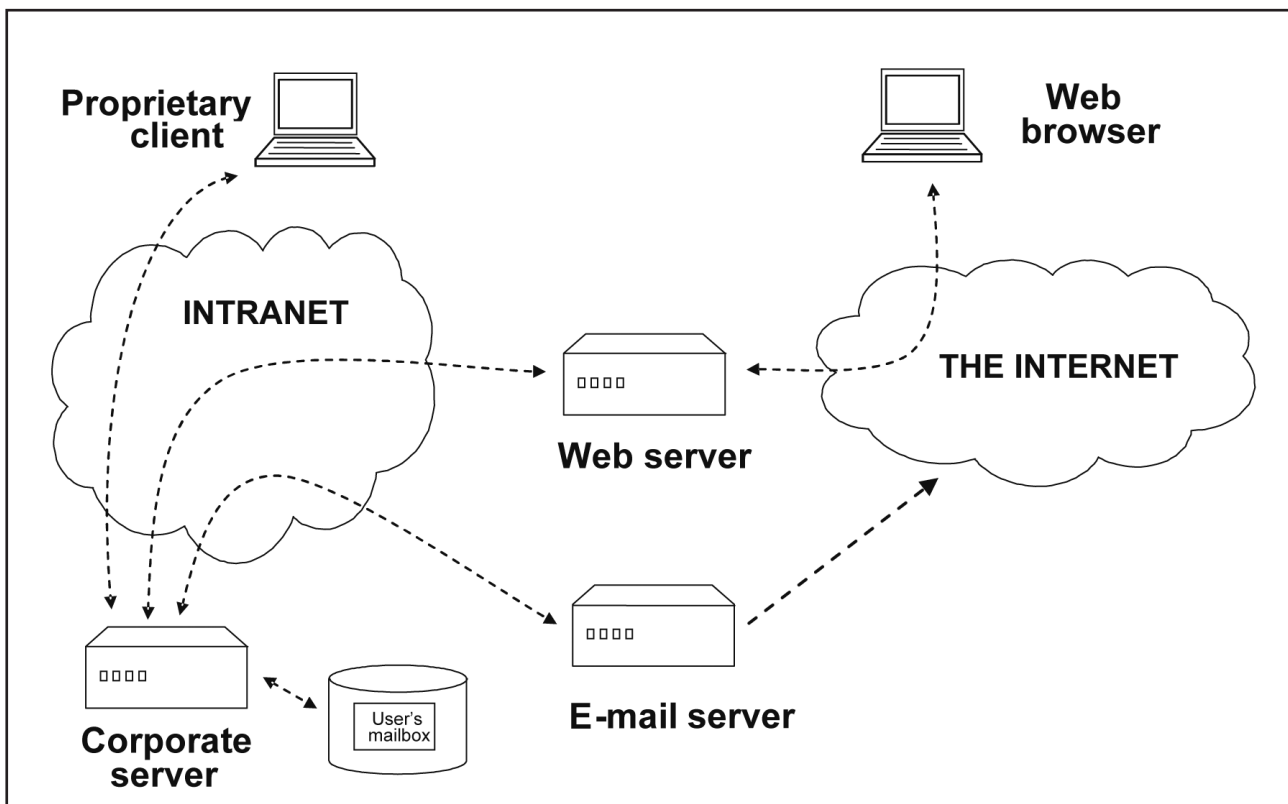 Proprietary
client
Web
browser
INTRANET
THE INTERNET
Web server
E-mail server
User's
mailbox
Corporate
server